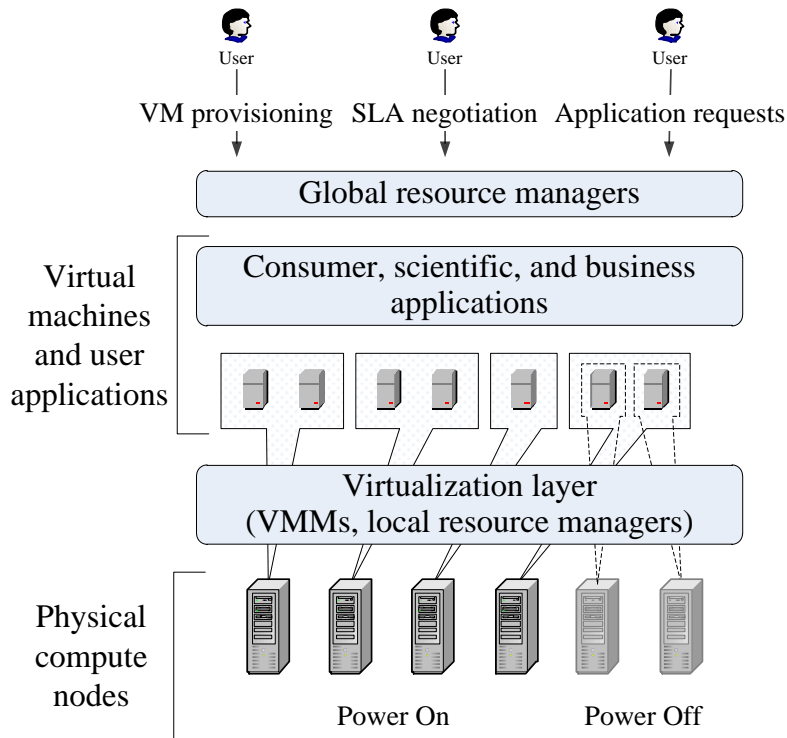 User
User
User
VM provisioning
SLA negotiation
Application requests
Global resource managers
Virtual
machines
and user
applications
Consumer, scientific, and business
applications
Virtualization layer
(VMMs, local resource managers)
Physical
compute
nodes
Power On
Power Off